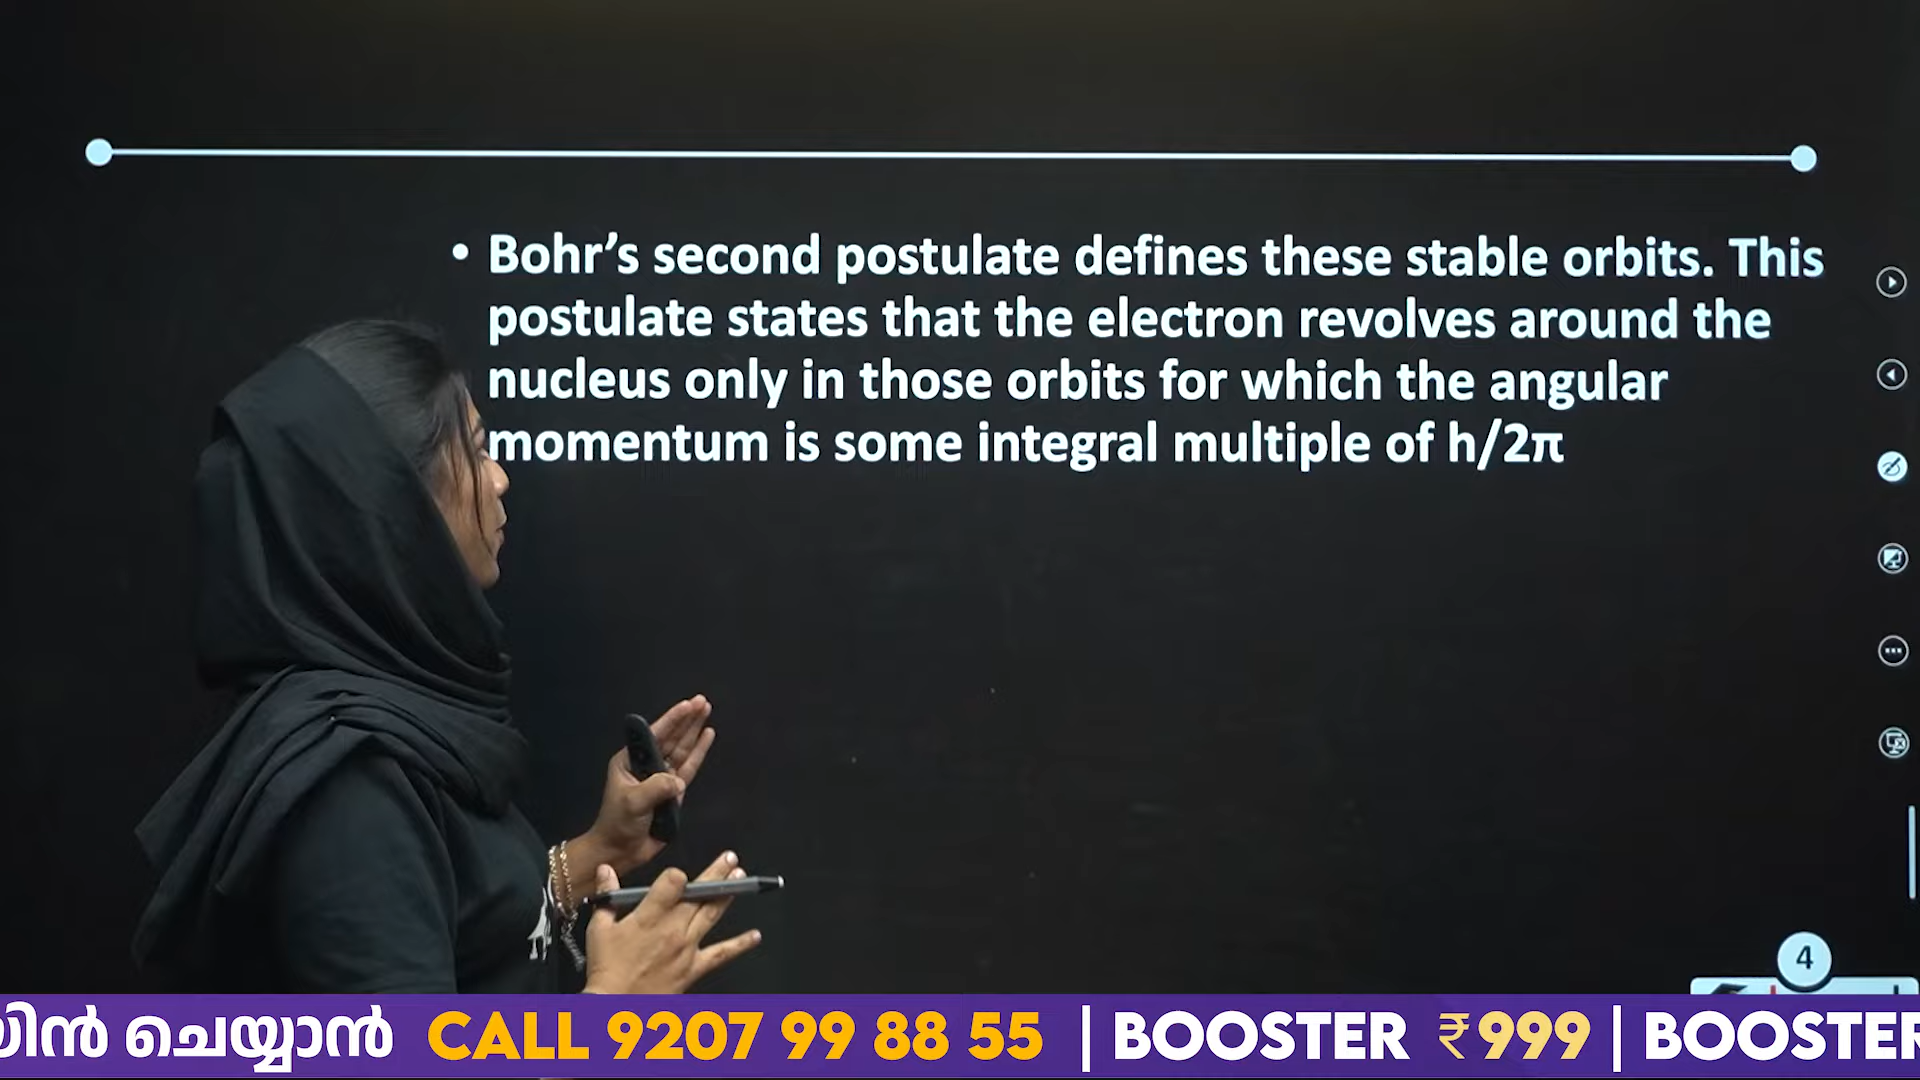 • Bohr’s second postulate defines these stable orbits. This
postulate states that the electron revolves around the
nucleus only in those orbits for which the angular
momentum is some integral multiple of h/2π
4
ചെയ്യാൻ CALL 9207 99 88 55 | BOOSTER ₹999 | BOOSTER